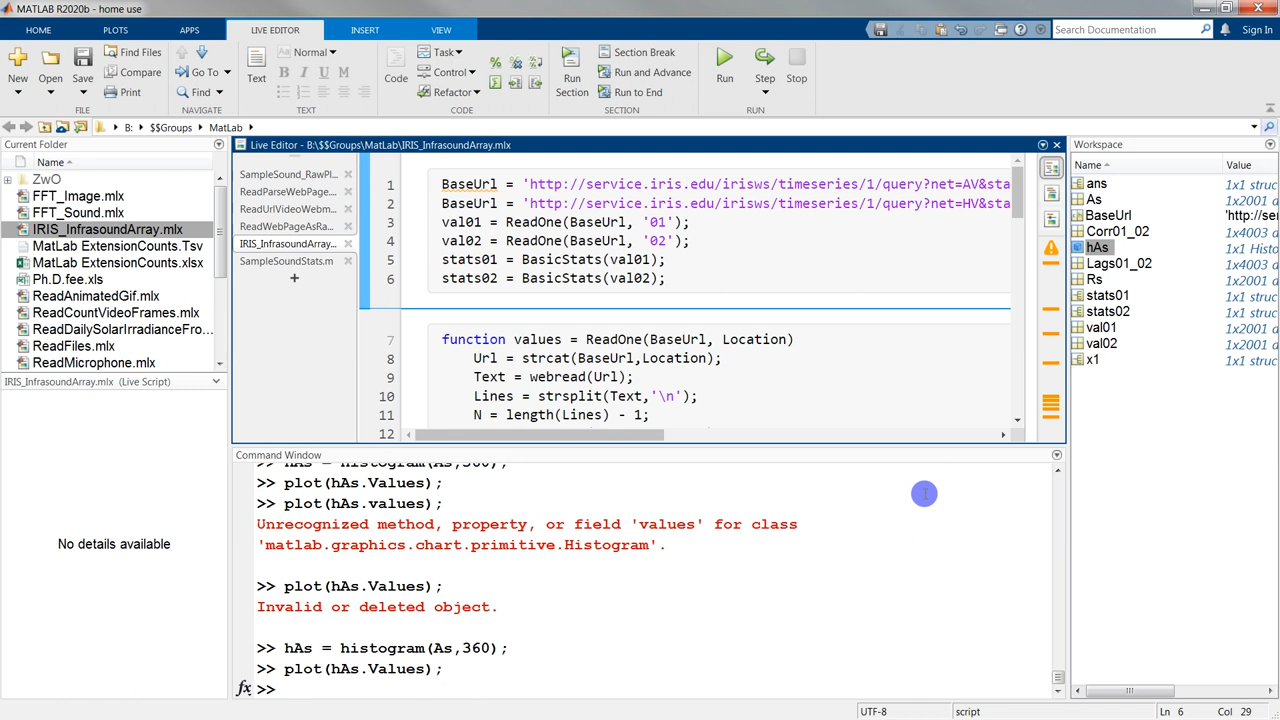 MATLAB R2020b - home use
HOME
PLOTS
APPS
LIVE EDITOR
INSERT
VIEW
Search Documentation
Sign In
New
Open
Save
Find Files
Compare
Print
FILE
Go To
Find
NAVIGATE
Text
Normal
B I U M
TEXT
Code
Task
Control
Refactor
CODE
Run
Section
Section Break
Run and Advance
Run to End
SECTION
Run
Step
Stop
RUN
B:
$$Groups
MatLab
Current Folder
Name
ZwO
FFT_Image.mlx
FFT_Sound.mlx
IRIS_InfrasoundArray.mlx
MatLab ExtensionCounts.Tsv
MatLab ExtensionCounts.xlsx
Ph.D.fee.xls
ReadAnimatedGif.mlx
ReadCountVideoFrames.mlx
ReadDailySolarIrradianceFro...
ReadFiles.mlx
ReadMicrophone.mlx
IRIS_InfrasoundArray.mlx (Live Script)
No details available
Live Editor - B:\$$Groups\MatLab\IRIS_InfrasoundArray.mlx
SampleSound_RawPl...
ReadParseWebPage...
ReadUrlVideoWebm...
ReadWebPageAsRa...
IRIS_InfrasoundArray...
SampleSoundStats.m
1 BaseUrl = 'http://service.iris.edu/irisws/timeseries/1/query?net=AV&sta
2 BaseUrl = 'http://service.iris.edu/irisws/timeseries/1/query?net=HV&sta
3 val01 = ReadOne(BaseUrl, '01');
4 val02 = ReadOne(BaseUrl, '02');
5 stats01 = BasicStats(val01);
6 stats02 = BasicStats(val02);
7 function values = ReadOne(BaseUrl, Location)
8 Url = strcat(BaseUrl,Location);
9 Text = webread(Url);
10 Lines = strsplit(Text,'\n');
11 N = length(Lines) - 1;
12
Command Window
>> hAs = histogram(As,360);
>> plot(hAs.Values);
>> plot(hAs.values);
Unrecognized method, property, or field 'values' for class
'matlab.graphics.chart.primitive.Histogram'.
>> plot(hAs.Values);
Invalid or deleted object.
>> hAs = histogram(As,360);
>> plot(hAs.Values);
fx >>
Workspace
Name
Value
ans 1x1 struc
As 1x2001 d
BaseUrl 'http://se
Corr01_02 1x4003 d
hAs 1x1 Histo
Lags01_02 1x4003 d
Rs 1x2001 d
stats01 1x1 struc
stats02 1x1 struc
val01 1x2001 d
val02 1x2001 d
x1 1x1 struc
UTF-8
script
Ln 6
Col 29